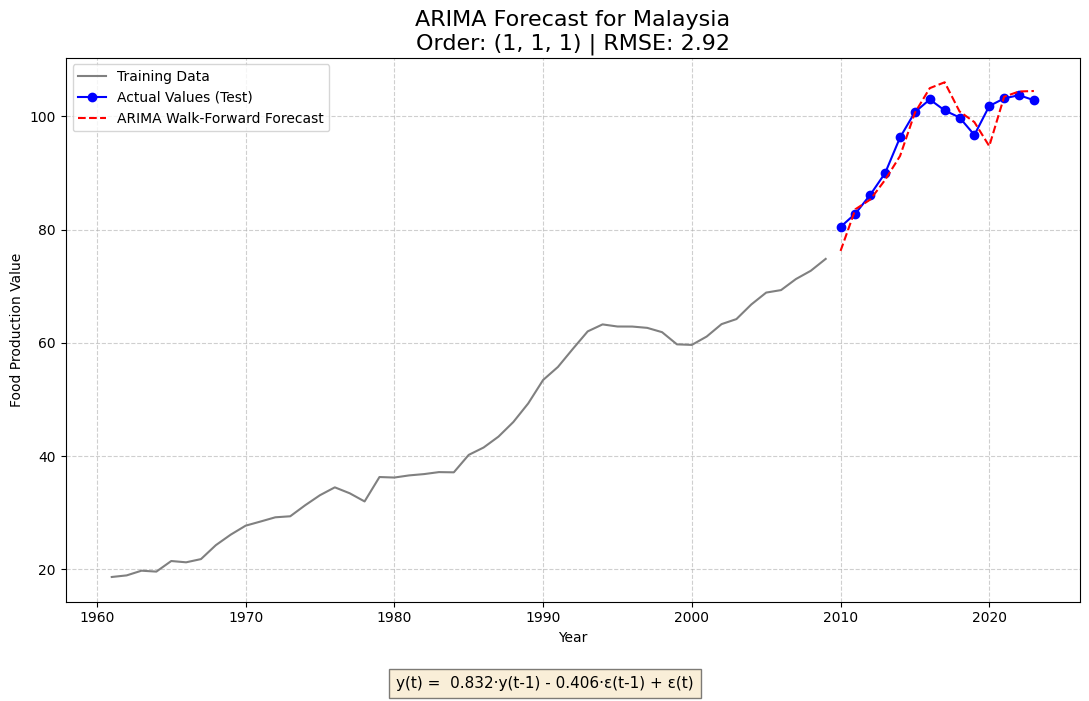 ARIMA Forecast for Malaysia
Order: (1, 1, 1) | RMSE: 2.92
Training Data
Actual Values (Test)
ARIMA Walk-Forward Forecast
Food Production Value
100
80
60
40
20
1960 1970 1980 1990 2000 2010 2020
Year
y(t) =  0.832·y(t-1) - 0.406·ε(t-1) + ε(t)